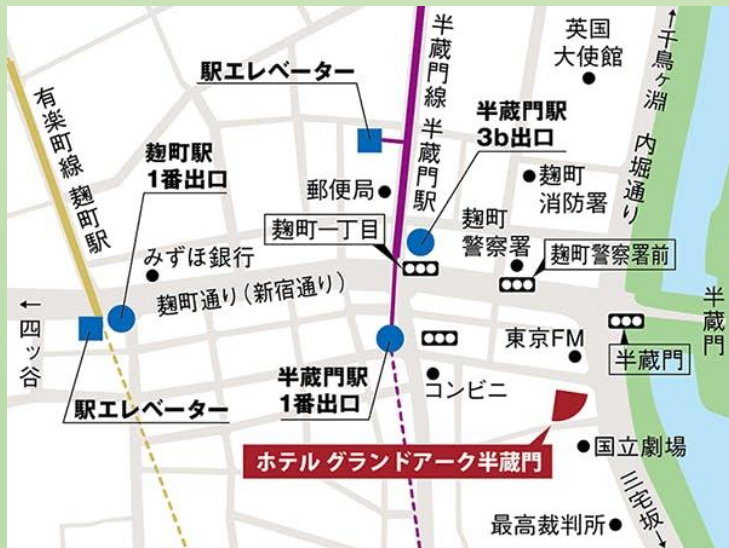 英国
大使館
↑千鳥ヶ淵
内堀通り
駅エレベーター
半蔵門線 半蔵門駅
半蔵門駅
3b出口
有楽町線 麹町駅
麹町駅
1番出口
郵便局
麹町
消防署
麹町一丁目
麹町
警察署
麹町警察署前
みずほ銀行
麹町通り（新宿通り）
←四ッ谷
半蔵門
東京FM
半蔵門
半蔵門駅
1番出口
コンビニ
駅エレベーター
ホテル グランドアーク半蔵門
国立劇場
三宅坂→
最高裁判所